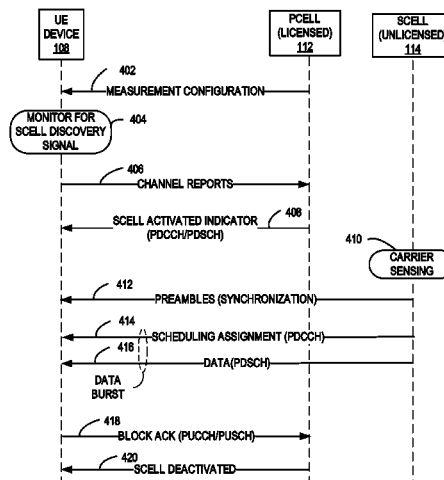 UE
DEVICE
108
PCELL
(LICENSED)
112
SCELL
(UNLICENSED)
114
402
MEASUREMENT CONFIGURATION
MONITOR FOR
SCELL DISCOVERY
SIGNAL
404
406
CHANNEL REPORTS
SCELL ACTIVATED INDICATOR
(PDCCH/PDSCH)
408
410
CARRIER
SENSING
412
PREAMBLES (SYNCHRONIZATION)
414
SCHEDULING ASSIGNMENT (PDCCH)
416
DATA(PDSCH)
DATA
BURST
418
BLOCK ACK (PUCCH/PUSCH)
420
SCELL DEACTIVATED